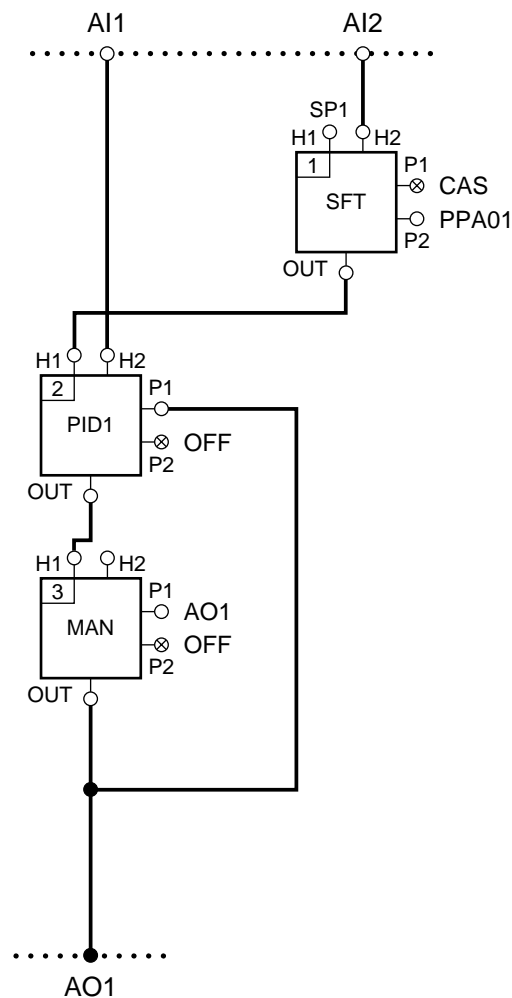 AI1 AI2
SP1
H1 H2
1
P1
SFT
CAS
PPA01
P2
OUT
H1 H2
2
P1
PID1
OFF
P2
OUT
H1 H2
3
P1
MAN
AO1
OFF
P2
OUT
AO1